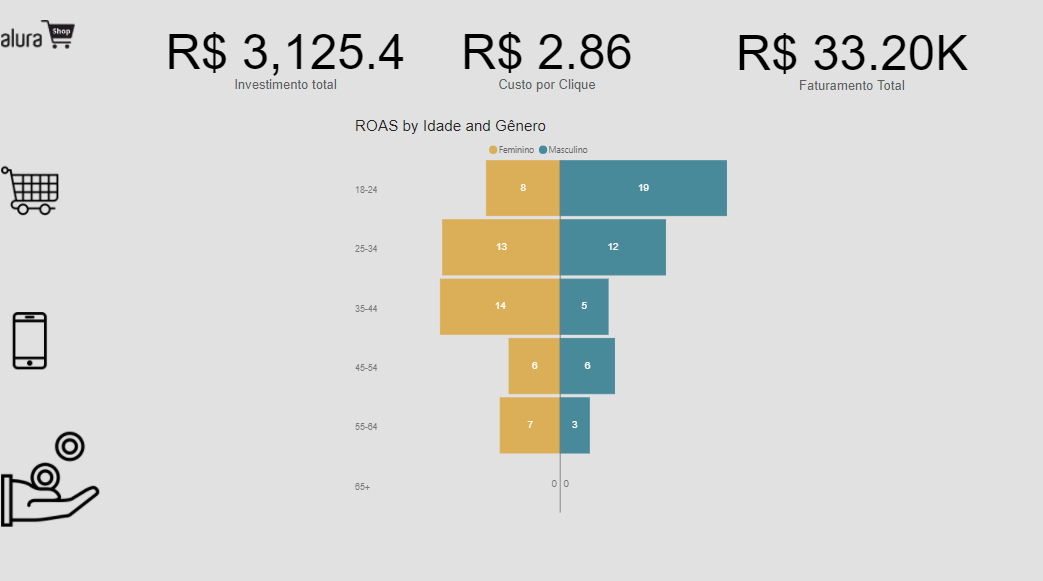 alura Shop
R$ 3,125.4
Investimento total
R$ 2.86
Custo por Clique
R$ 33.20K
Faturamento Total
ROAS by Idade and Gênero
Feminino Masculino
18-24 8 19
25-34 13 12
35-44 14 5
45-54 6 6
55-64 7 3
65+ 0 0